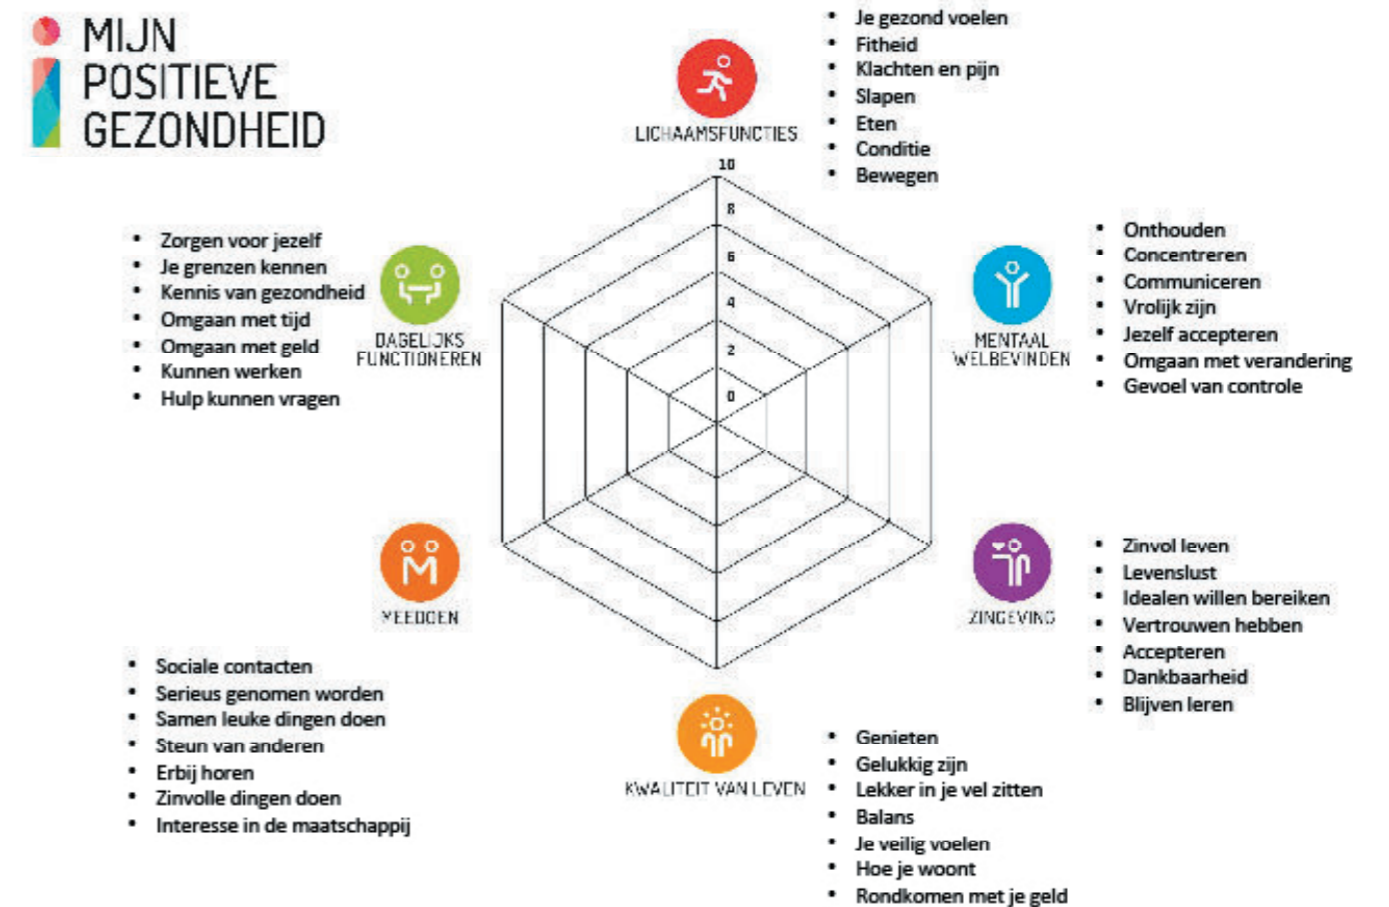 MIJN
POSITIEVE
GEZONDHEID
LICHAAMSFUNCTIES
• Je gezond voelen
• Fitheid
• Klachten en pijn
• Slapen
• Eten
• Conditie
• Bewegen
10
8
6
4
2
0
• Zorgen voor jezelf
• Je grenzen kennen
• Kennis van gezondheid
• Omgaan met tijd
• Omgaan met geld
• Kunnen werken
• Hulp kunnen vragen
DAGELIJKS
FUNCTIONEREN
MENTAAL
WELBEVINDEN
• Onthouden
• Concentreren
• Communiceren
• Vrolijk zijn
• Jezelf accepteren
• Omgaan met verandering
• Gevoel van controle
MEEDOEN
• Sociale contacten
• Serieus genomen worden
• Samen leuke dingen doen
• Steun van anderen
• Erbij horen
• Zinvolle dingen doen
• Interesse in de maatschappij
ZINGEVING
• Zinvol leven
• Levenslust
• Idealen willen bereiken
• Vertrouwen hebben
• Accepteren
• Dankbaarheid
• Blijven leren
KWALITEIT VAN LEVEN
• Genieten
• Gelukkig zijn
• Lekker in je vel zitten
• Balans
• Je veilig voelen
• Hoe je woont
• Rondkomen met je geld